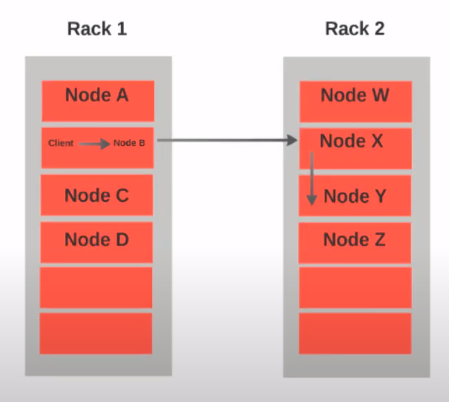 Rack 1
Rack 2
Node A
Client
Node B
Node C
Node D
Node W
Node X
Node Y
Node Z